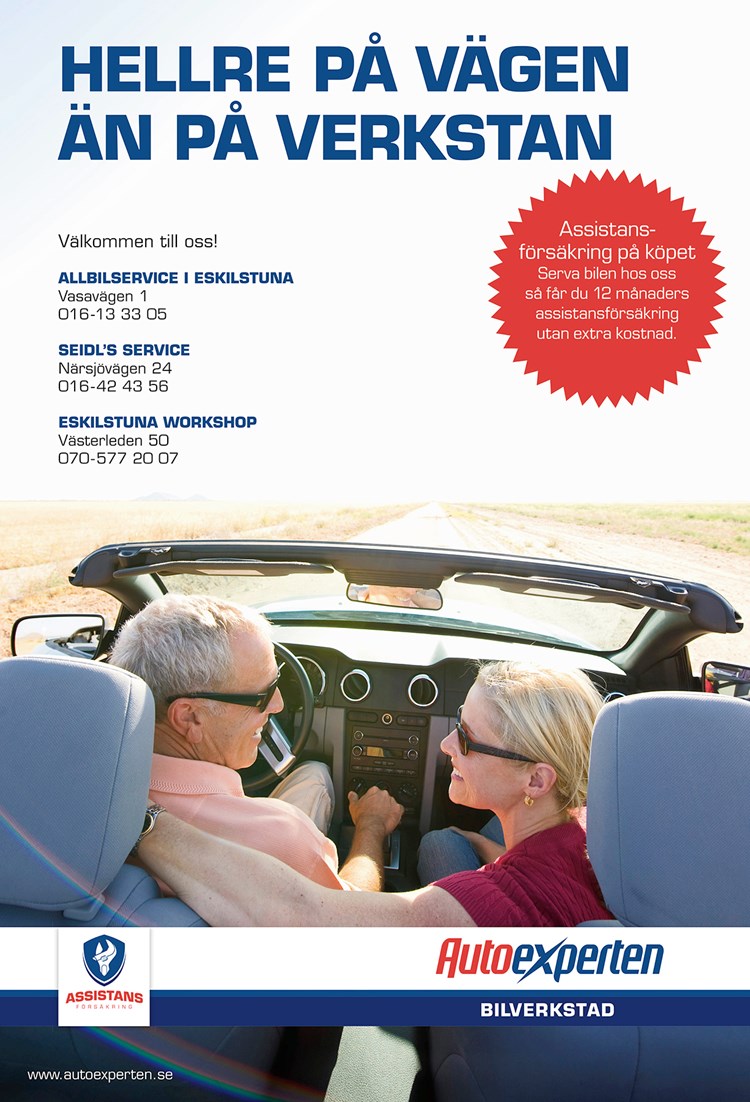 HELLRE PÅ VÄGEN
ÄN PÅ VERKSTAN
Välkommen till oss!
ALLBILSERVICE I ESKILSTUNA
Vasavägen 1
016-13 33 05
SEIDL'S SERVICE
Närsjövägen 24
016-42 43 56
ESKILSTUNA WORKSHOP
Västerleden 50
070-577 20 07
Assistans-
försäkring på köpet
Serva bilen hos oss
så får du 12 månaders
assistansförsäkring
utan extra kostnad.
ASSISTANS
FÖRSÄKRING
Autoexperten
BILVERKSTAD
www.autoexperten.se